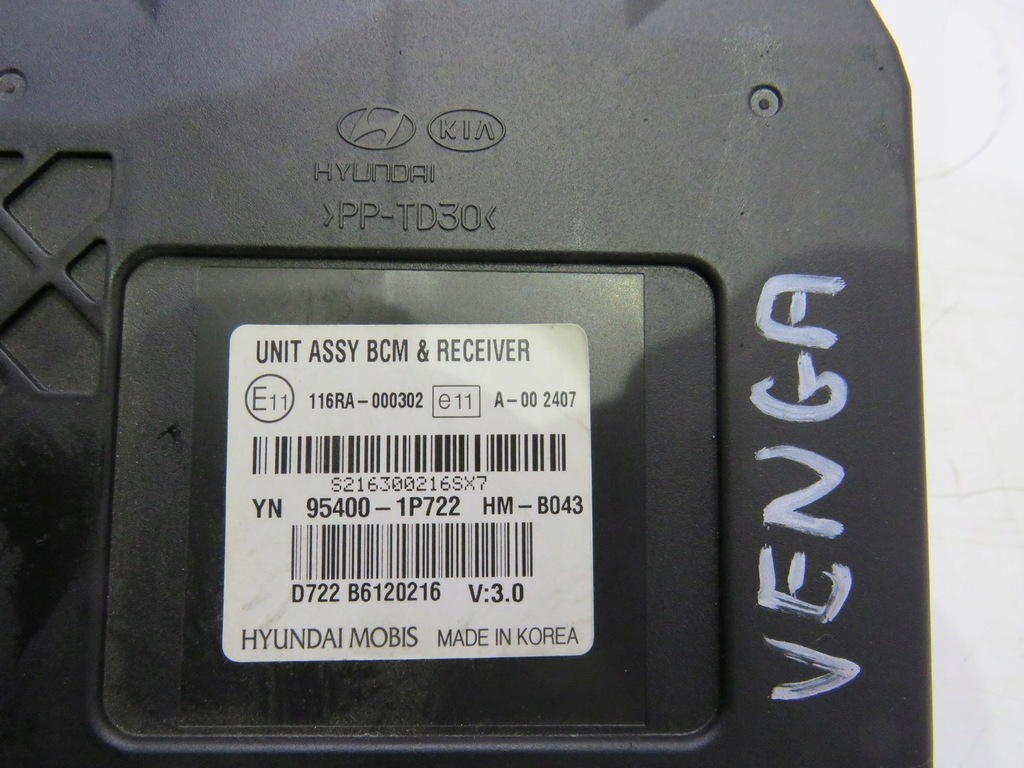 KIA
HYUNDAI
>PP-TD30<
UNIT ASSY BCM & RECEIVER
E11 116RA-000302 e11 A-00 2407
S216300216SX7
YN 95400-1P722 HM-B043
D722 B6120216 V:3.0
HYUNDAI MOBIS MADE IN KOREA
VENGA